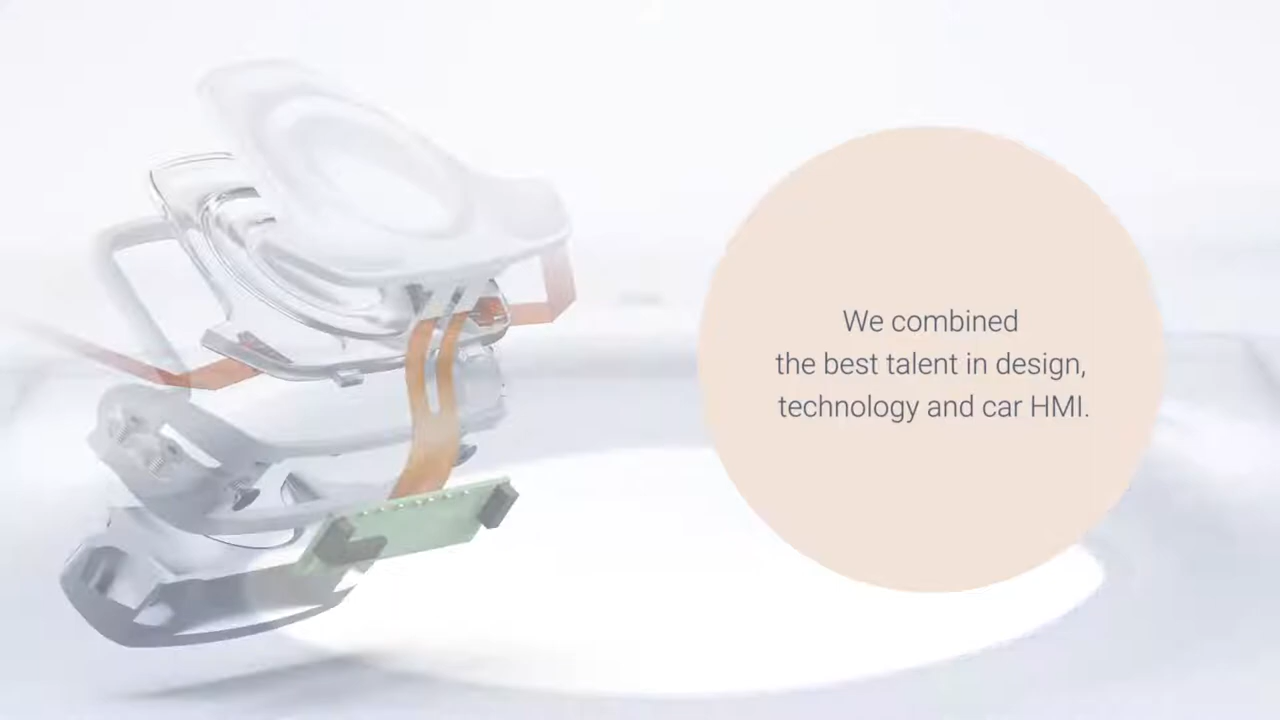 We combined
the best talent in design,
technology and car HMI.